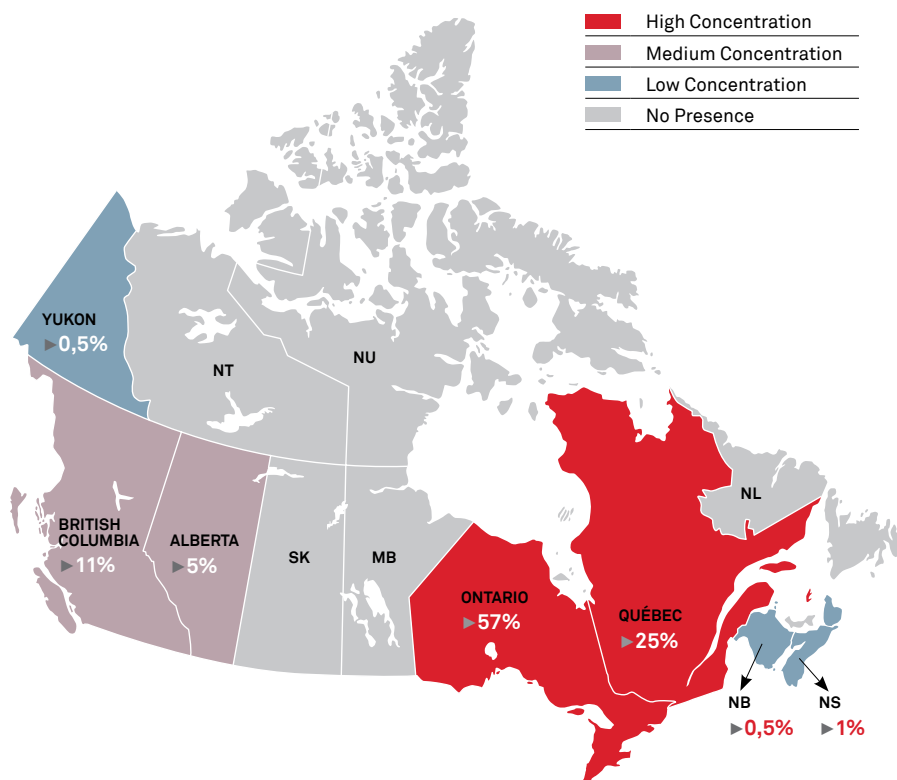 High Concentration
Medium Concentration
Low Concentration
No Presence
YUKON
►0,5%
NT
NU
BRITISH
COLUMBIA
►11%
ALBERTA
►5%
SK
MB
ONTARIO
►57%
QUÉBEC
►25%
NL
NB
►0,5%
NS
►1%